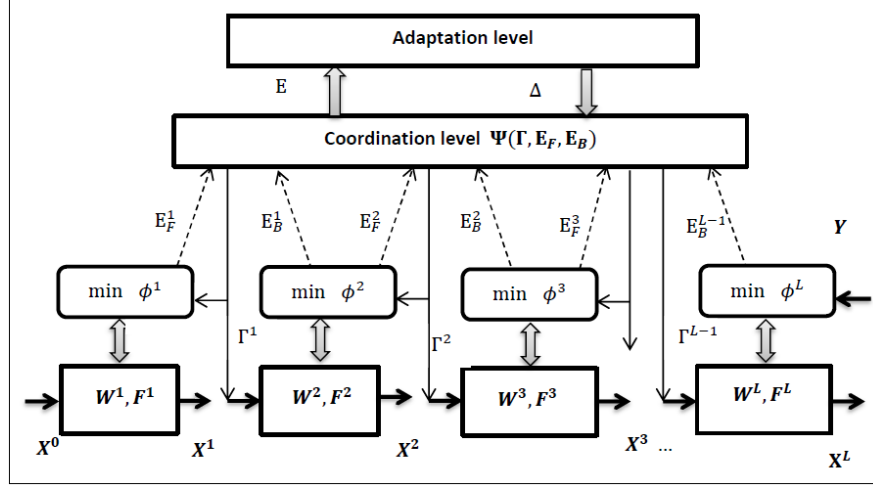 Adaptation level
E Δ
Coordination level Ψ(Γ, E_F, E_B)
E_F^1 E_B^1 E_F^2 E_B^2 E_F^3 E_B^{L-1} Y
min ϕ^1 min ϕ^2 min ϕ^3 min ϕ^L
Γ^1 Γ^2 Γ^{L-1}
W^1, F^1 W^2, F^2 W^3, F^3 W^L, F^L
X^0 X^1 X^2 X^3 ... X^L